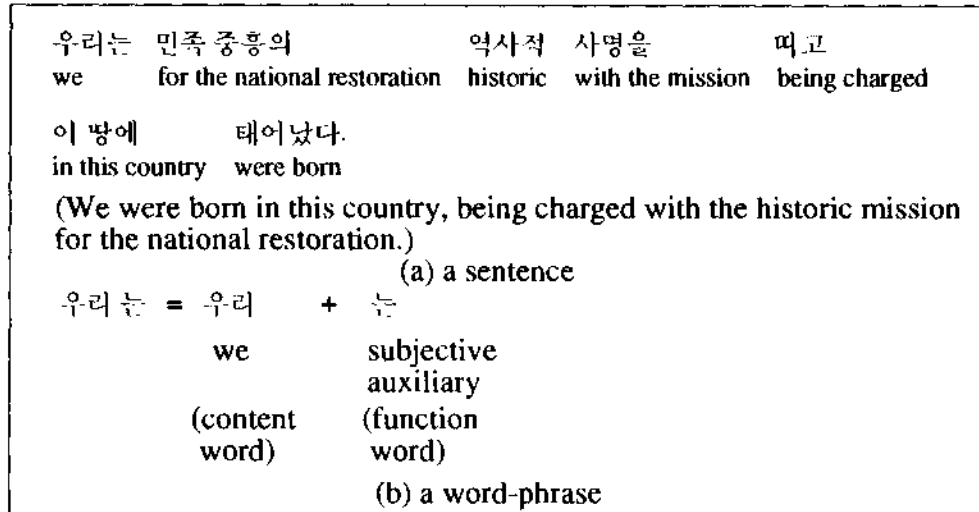 우리는 민족 중흥의 역사적 사명을 띠고
we for the national restoration historic with the mission being charged
이 땅에 태어났다.
in this country were born
(We were born in this country, being charged with the historic mission
for the national restoration.)
(a) a sentence
우리는 = 우리 + 는
we subjective
auxiliary
(content (function
word) word)
(b) a word-phrase